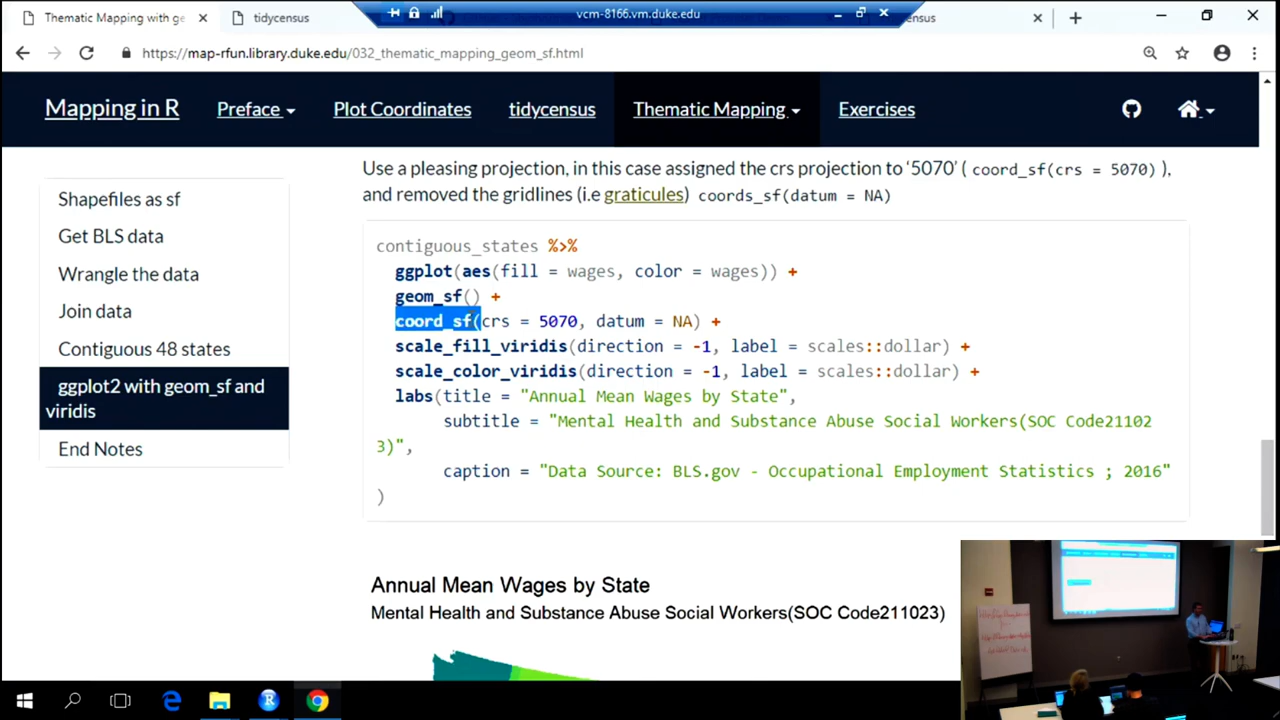 Thematic Mapping with ge
tidycensus
vcm-8166.vm.duke.edu
ensus
https://map-rfun.library.duke.edu/032_thematic_mapping_geom_sf.html
Mapping in R
Preface
Plot Coordinates
tidycensus
Thematic Mapping
Exercises
Shapefiles as sf
Get BLS data
Wrangle the data
Join data
Contiguous 48 states
ggplot2 with geom_sf and
viridis
End Notes
Use a pleasing projection, in this case assigned the crs projection to '5070' ( coord_sf(crs = 5070) ),
and removed the gridlines (i.e graticules) coords_sf(datum = NA)
contiguous_states %>%
ggplot(aes(fill = wages, color = wages)) +
geom_sf() +
coord_sf(crs = 5070, datum = NA) +
scale_fill_viridis(direction = -1, label = scales::dollar) +
scale_color_viridis(direction = -1, label = scales::dollar) +
labs(title = "Annual Mean Wages by State",
subtitle = "Mental Health and Substance Abuse Social Workers(SOC Code21102
3)",
caption = "Data Source: BLS.gov - Occupational Employment Statistics ; 2016"
)
Annual Mean Wages by State
Mental Health and Substance Abuse Social Workers(SOC Code211023)